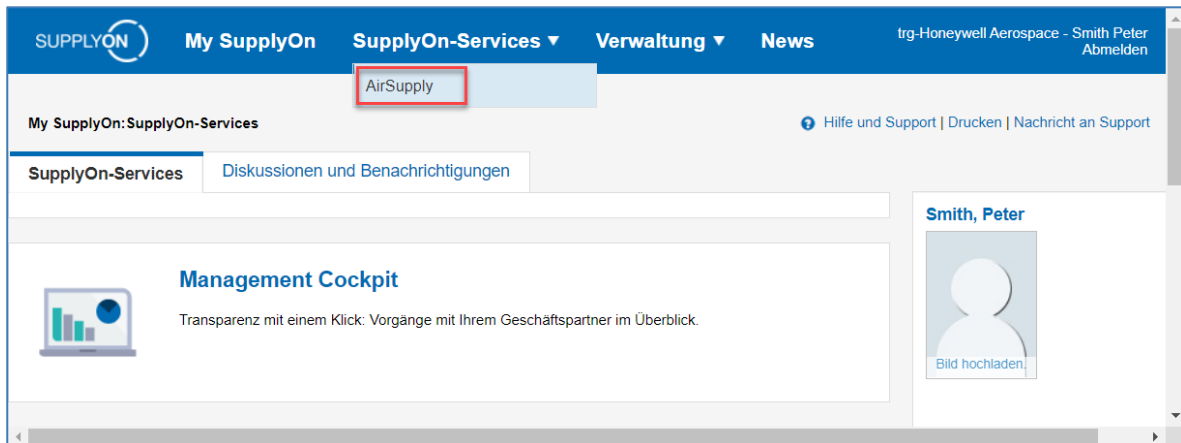 SUPPLYON My SupplyOn SupplyOn-Services ▼ Verwaltung ▼ News
trg-Honeywell Aerospace - Smith Peter
Abmelden
AirSupply
My SupplyOn:SupplyOn-Services
Hilfe und Support | Drucken | Nachricht an Support
SupplyOn-Services Diskussionen und Benachrichtigungen
Smith, Peter
Bild hochladen.
Management Cockpit
Transparenz mit einem Klick: Vorgänge mit Ihrem Geschäftspartner im Überblick.